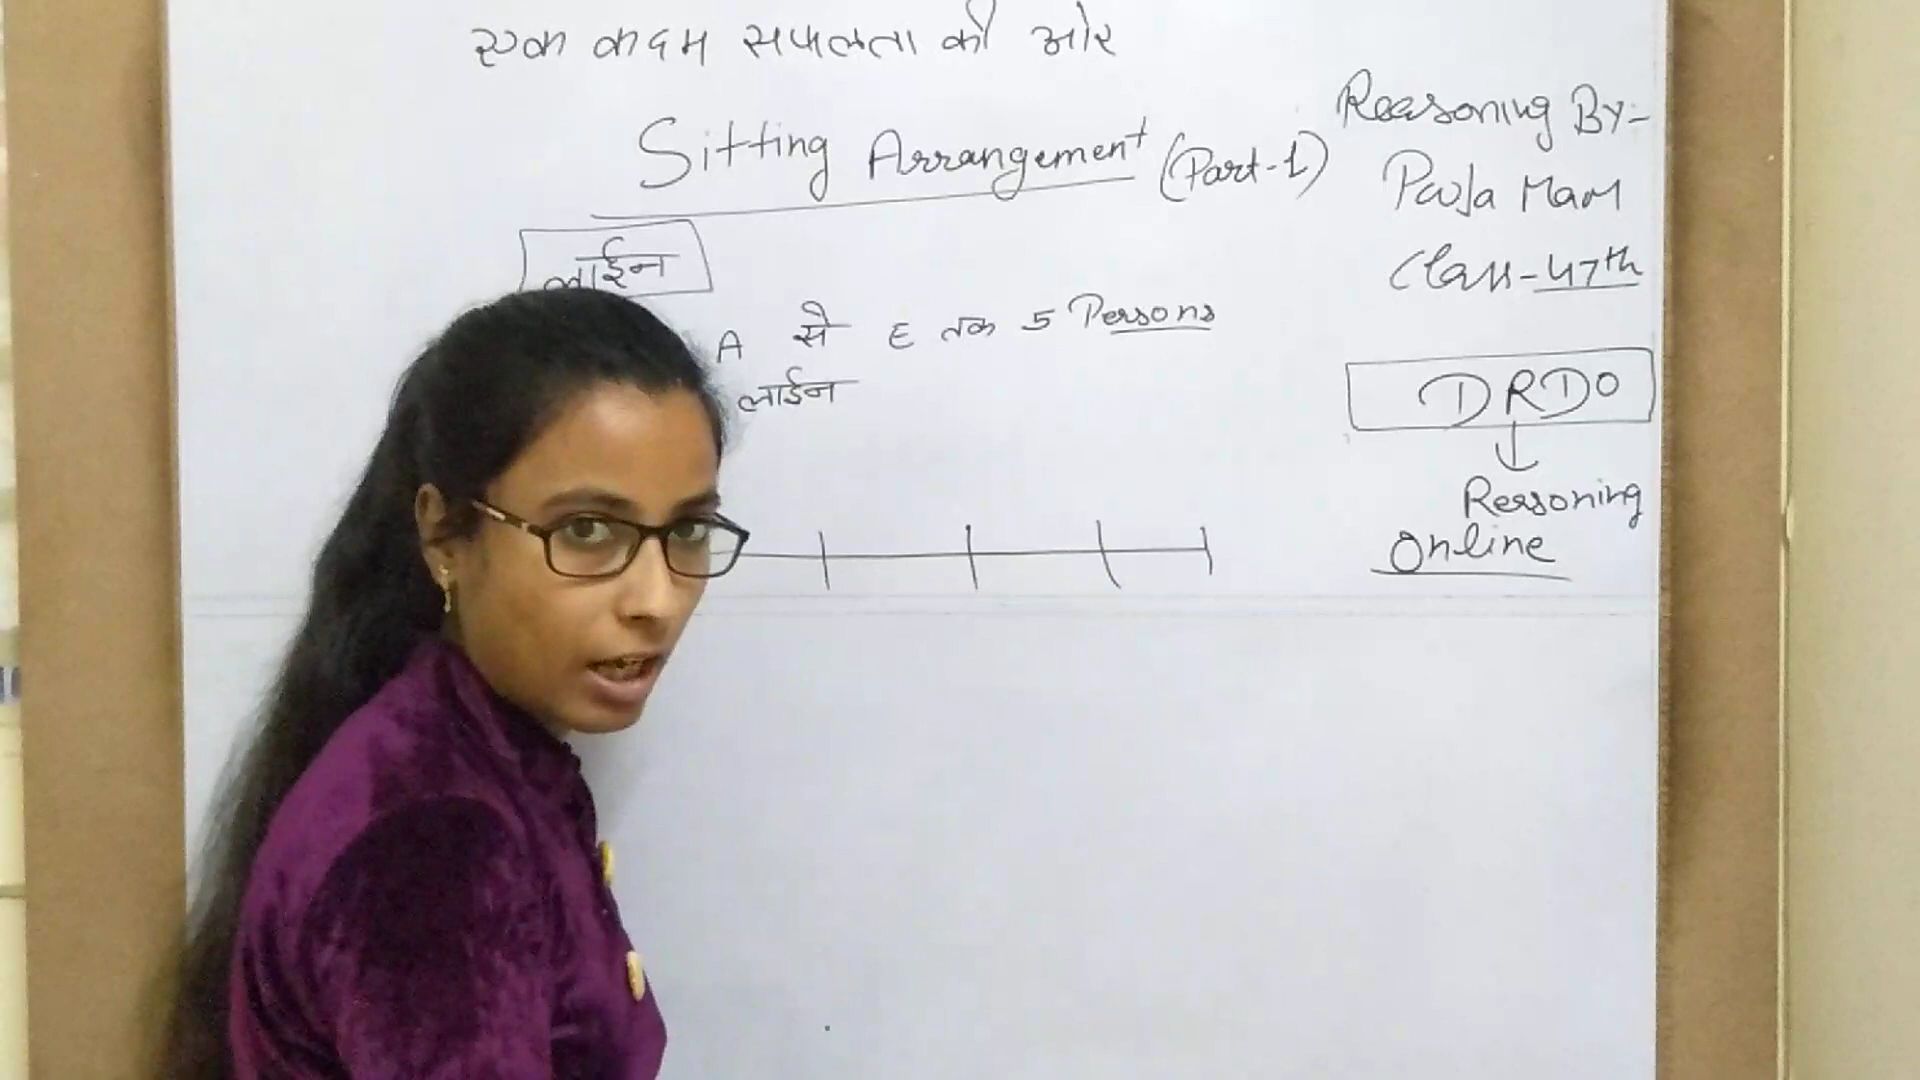 एक कदम सफलता की ओर
Sitting Arrangement (Part-1)
लाईन
A से E तक 5 Persons
लाईन
Reasoning By-
Puja Mam
Class-47th
DRDO
Reasoning
Online